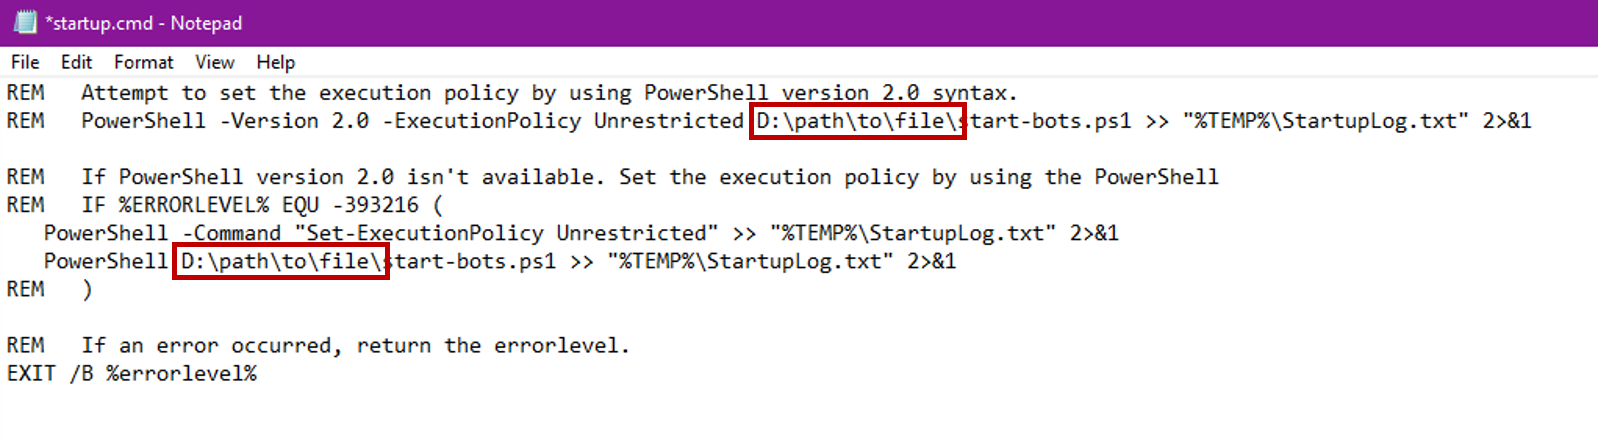 *startup.cmd - Notepad
File Edit Format View Help
REM   Attempt to set the execution policy by using PowerShell version 2.0 syntax.
REM   PowerShell -Version 2.0 -ExecutionPolicy Unrestricted D:\path\to\file\start-bots.ps1 >> "%TEMP%\StartupLog.txt" 2>&1
REM   If PowerShell version 2.0 isn't available. Set the execution policy by using the PowerShell
REM   IF %ERRORLEVEL% EQU -393216 (
   PowerShell -Command "Set-ExecutionPolicy Unrestricted" >> "%TEMP%\StartupLog.txt" 2>&1
   PowerShell D:\path\to\file\start-bots.ps1 >> "%TEMP%\StartupLog.txt" 2>&1
REM   )
REM   If an error occurred, return the errorlevel.
EXIT /B %errorlevel%